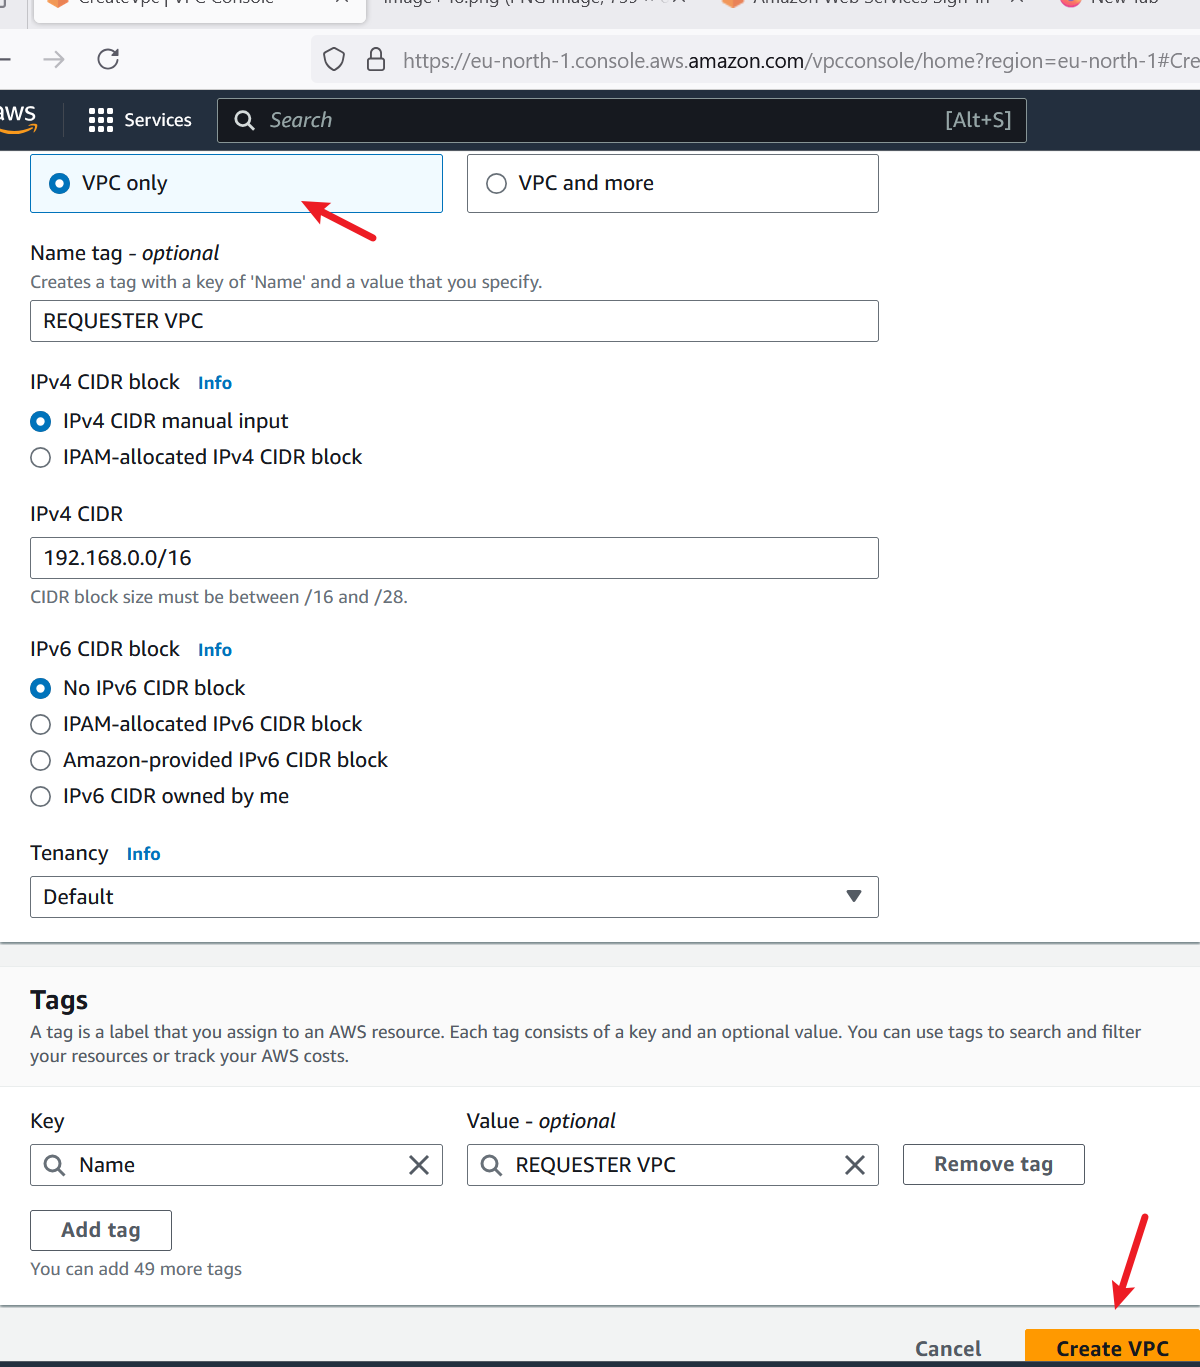 https://eu-north-1.console.aws.amazon.com/vpcconsole/home?region=eu-north-1#Cre
aws
Services
Search
[Alt+S]
VPC only
VPC and more
Name tag - optional
Creates a tag with a key of 'Name' and a value that you specify.
REQUESTER VPC
IPv4 CIDR block Info
IPv4 CIDR manual input
IPAM-allocated IPv4 CIDR block
IPv4 CIDR
192.168.0.0/16
CIDR block size must be between /16 and /28.
IPv6 CIDR block Info
No IPv6 CIDR block
IPAM-allocated IPv6 CIDR block
Amazon-provided IPv6 CIDR block
IPv6 CIDR owned by me
Tenancy Info
Default
Tags
A tag is a label that you assign to an AWS resource. Each tag consists of a key and an optional value. You can use tags to search and filter
your resources or track your AWS costs.
Key
Value - optional
Name
REQUESTER VPC
Remove tag
Add tag
You can add 49 more tags
Cancel
Create VPC